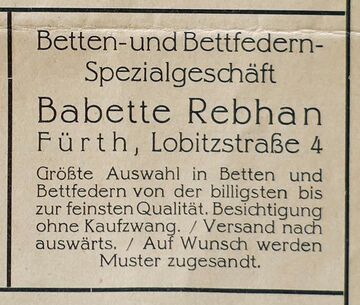 Betten-und Bettfedern-
Spezialgeschäft
Babette Rebhan
Fürth, Lobitzstraße 4
Größte Auswahl in Betten und
Bettfedern von der billigsten bis
zur feinsten Qualität. Besichtigung
ohne Kaufzwang. / Versand nach
auswärts. / Auf Wunsch werden
Muster zugesandt.